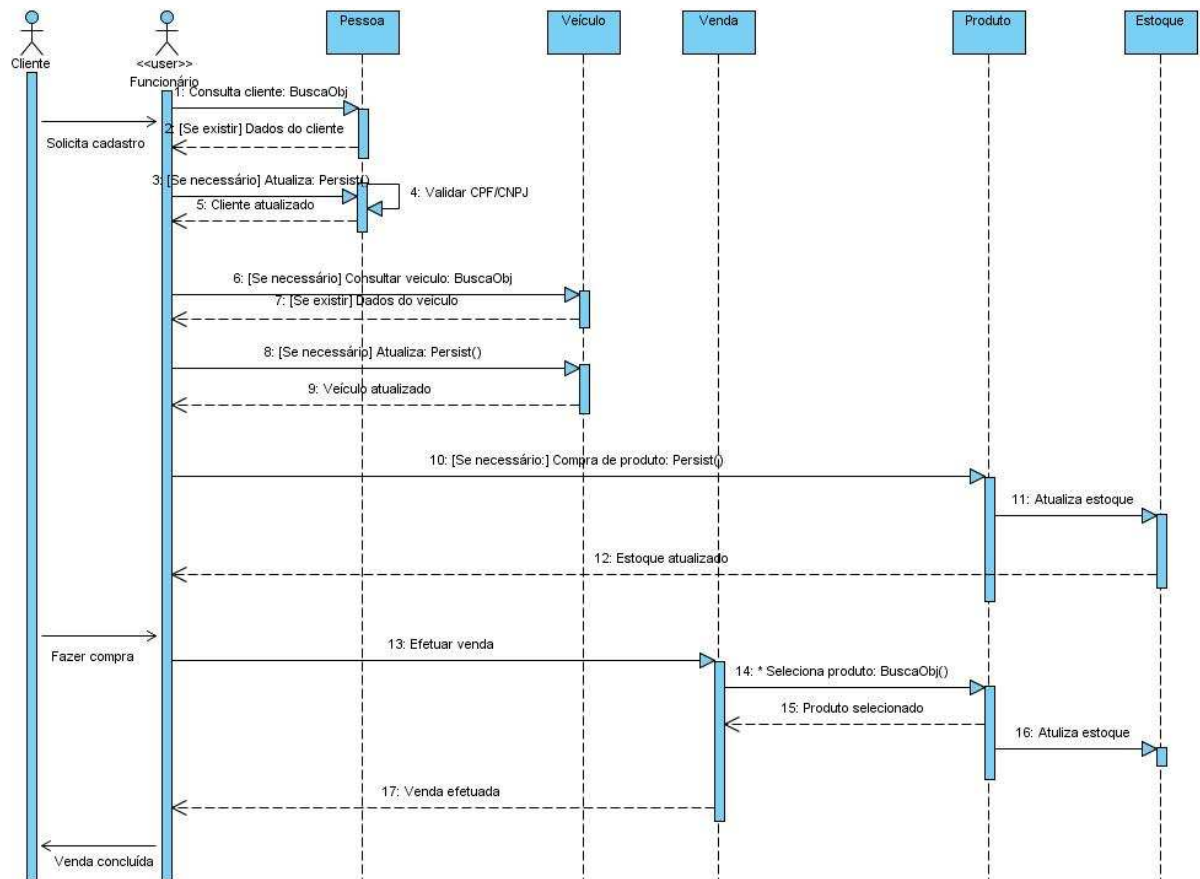 Pessoa
Veículo
Venda
Produto
Estoque
Cliente
<<user>>
Funcionário
1: Consulta cliente: BuscaObj
Solicita cadastro
2: [Se existir] Dados do cliente
3: [Se necessário] Atualiza: Persist()
4: Validar CPF/CNPJ
5: Cliente atualizado
6: [Se necessário] Consultar veiculo: BuscaObj
7: [Se existir] Dados do veiculo
8: [Se necessário] Atualiza: Persist()
9: Veículo atualizado
10: [Se necessário:] Compra de produto: Persist()
11: Atualiza estoque
12: Estoque atualizado
Fazer compra
13: Efetuar venda
14: * Seleciona produto: BuscaObj()
15: Produto selecionado
16: Atuliza estoque
17: Venda efetuada
Venda concluída